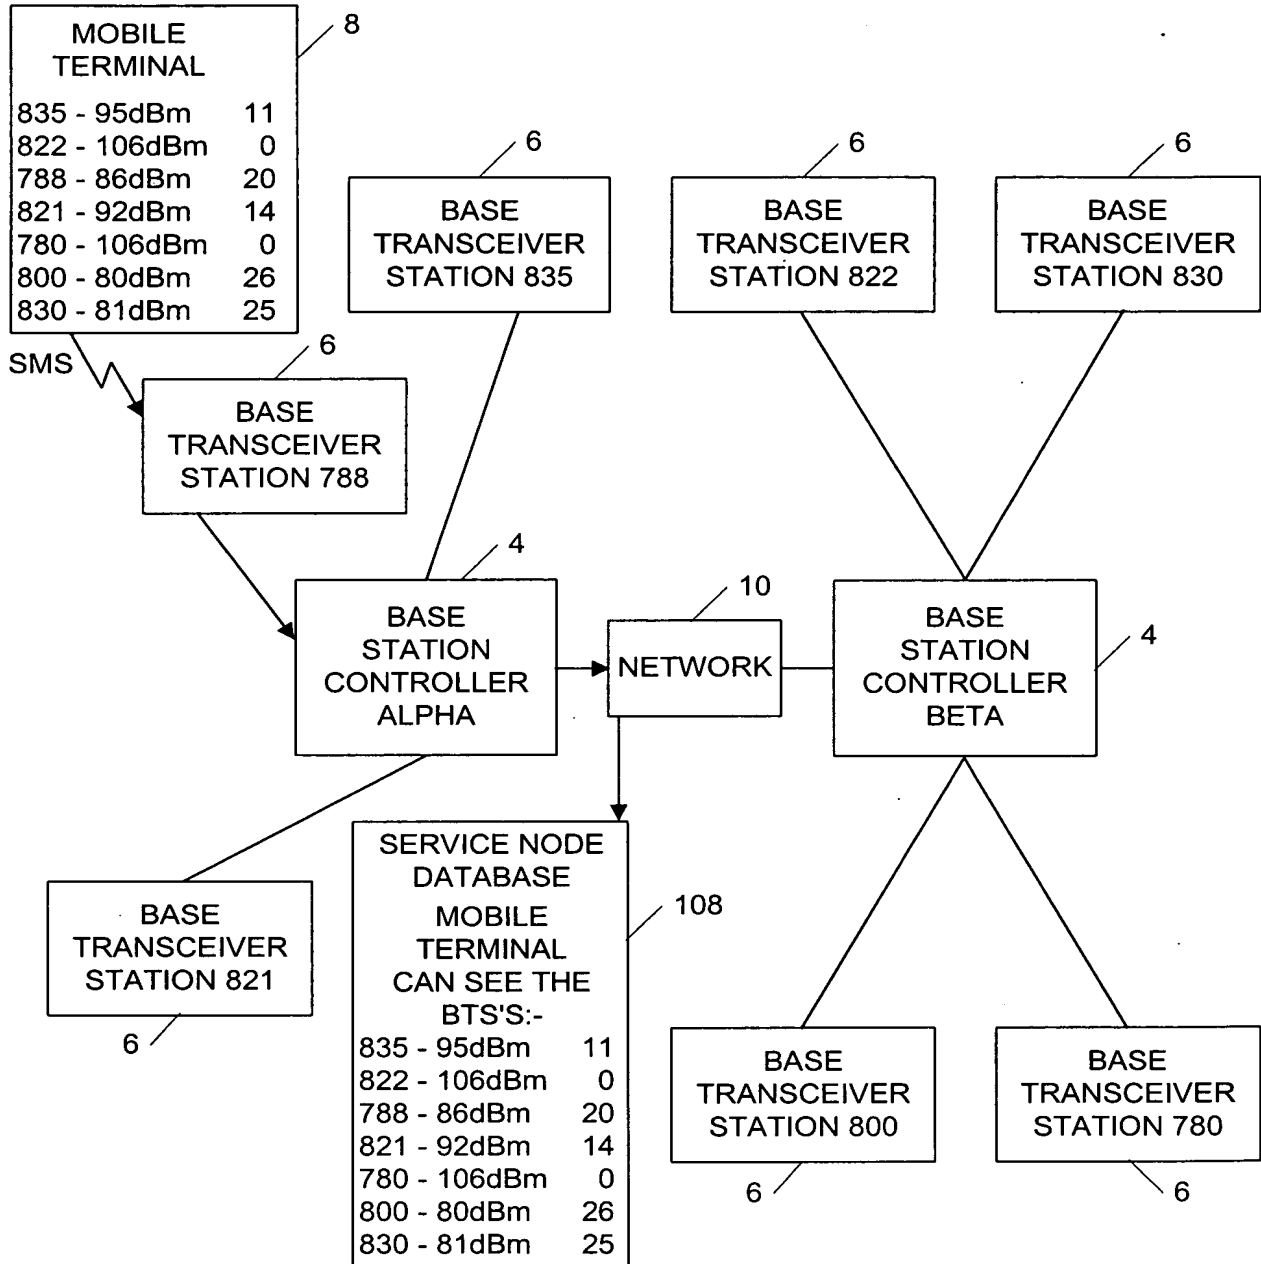 MOBILE
TERMINAL
835 - 95dBm 11
822 - 106dBm 0
788 - 86dBm 20
821 - 92dBm 14
780 - 106dBm 0
800 - 80dBm 26
830 - 81dBm 25
8
SMS
6
BASE
TRANSCEIVER
STATION 835
6
BASE
TRANSCEIVER
STATION 822
6
BASE
TRANSCEIVER
STATION 830
6
BASE
TRANSCEIVER
STATION 788
4
BASE
STATION
CONTROLLER
ALPHA
10
NETWORK
BASE
STATION
CONTROLLER
BETA
4
BASE
TRANSCEIVER
STATION 821
6
SERVICE NODE
DATABASE
MOBILE
TERMINAL
CAN SEE THE
BTS'S:-
835 - 95dBm 11
822 - 106dBm 0
788 - 86dBm 20
821 - 92dBm 14
780 - 106dBm 0
800 - 80dBm 26
830 - 81dBm 25
108
BASE
TRANSCEIVER
STATION 800
6
BASE
TRANSCEIVER
STATION 780
6